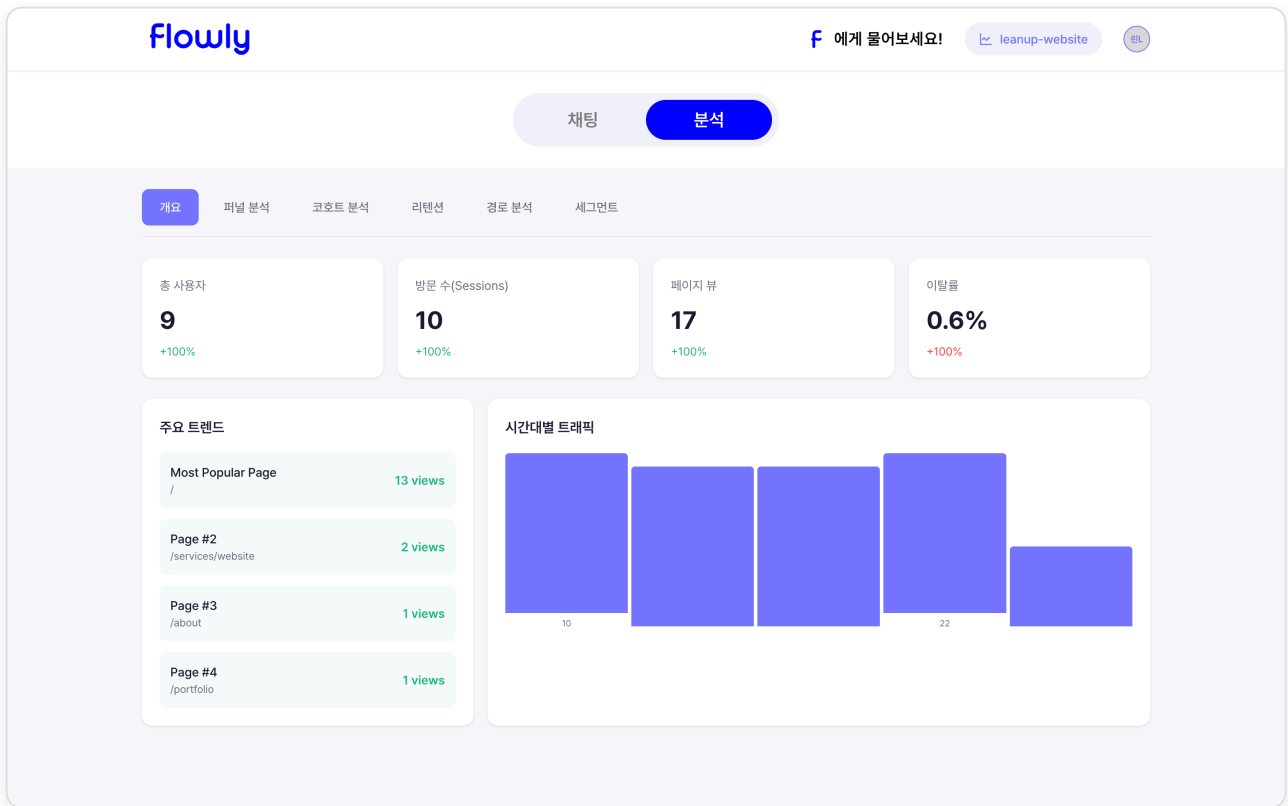 Flowly
F 에게 물어보세요!
leanup-website
린L
채팅
분석
개요
퍼널 분석
코호트 분석
리텐션
경로 분석
세그먼트
총 사용자
9
+100%
방문 수(Sessions)
10
+100%
페이지 뷰
17
+100%
이탈률
0.6%
+100%
주요 트렌드
Most Popular Page
/
13 views
Page #2
/services/website
2 views
Page #3
/about
1 views
Page #4
/portfolio
1 views
시간대별 트래픽
10
22